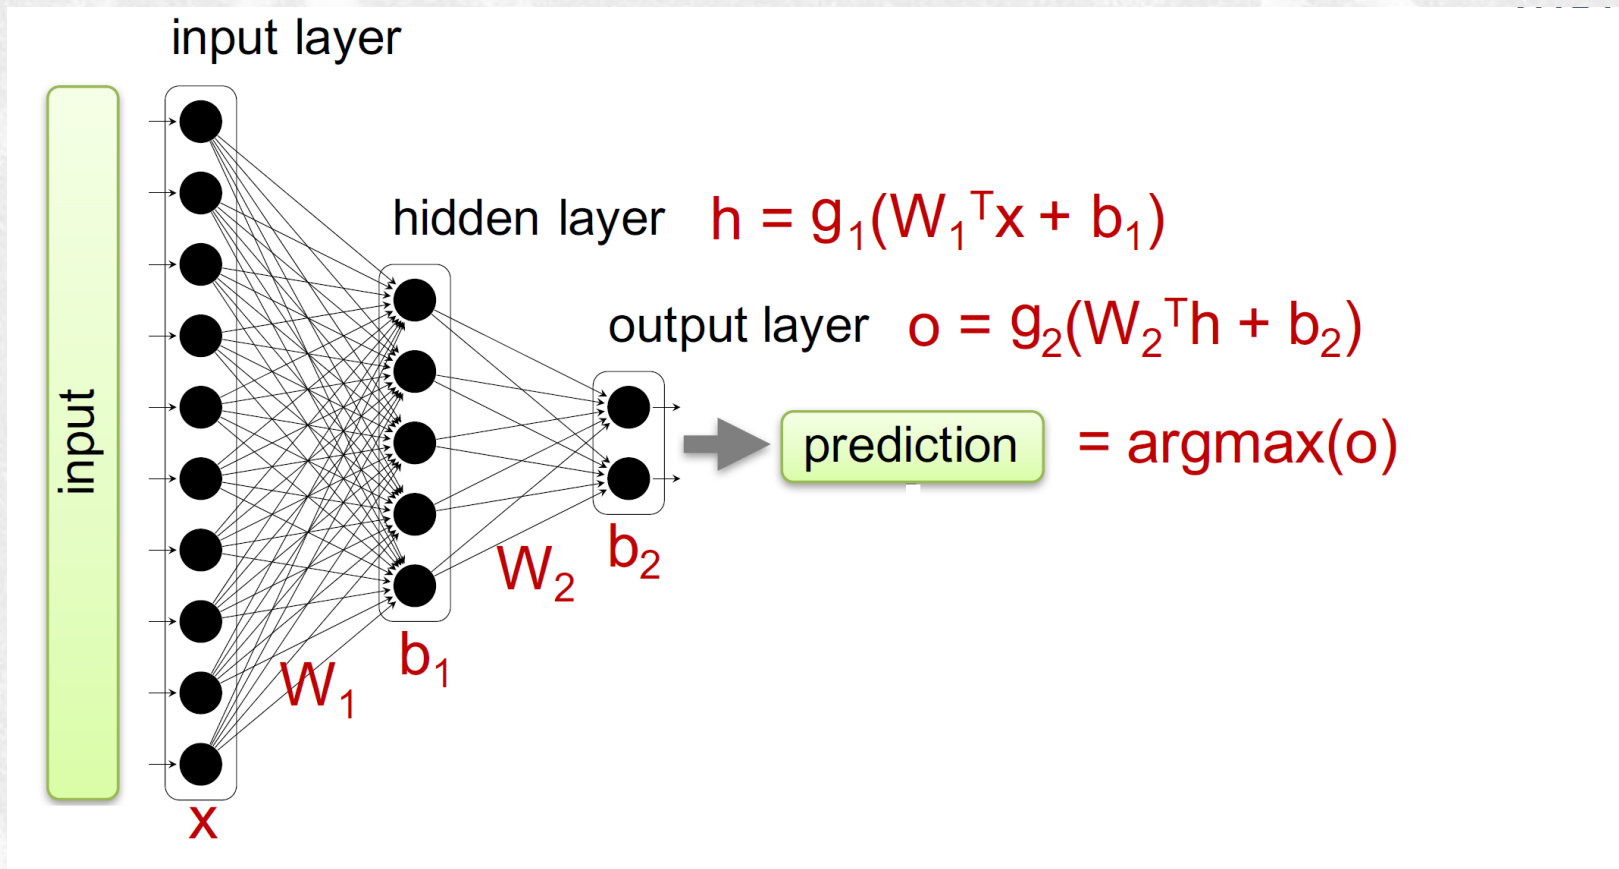 input layer
input
hidden layer h = g₁(W₁ᵀx + b₁)
output layer o = g₂(W₂ᵀh + b₂)
prediction = argmax(o)
W₂ b₂
W₁ b₁
x